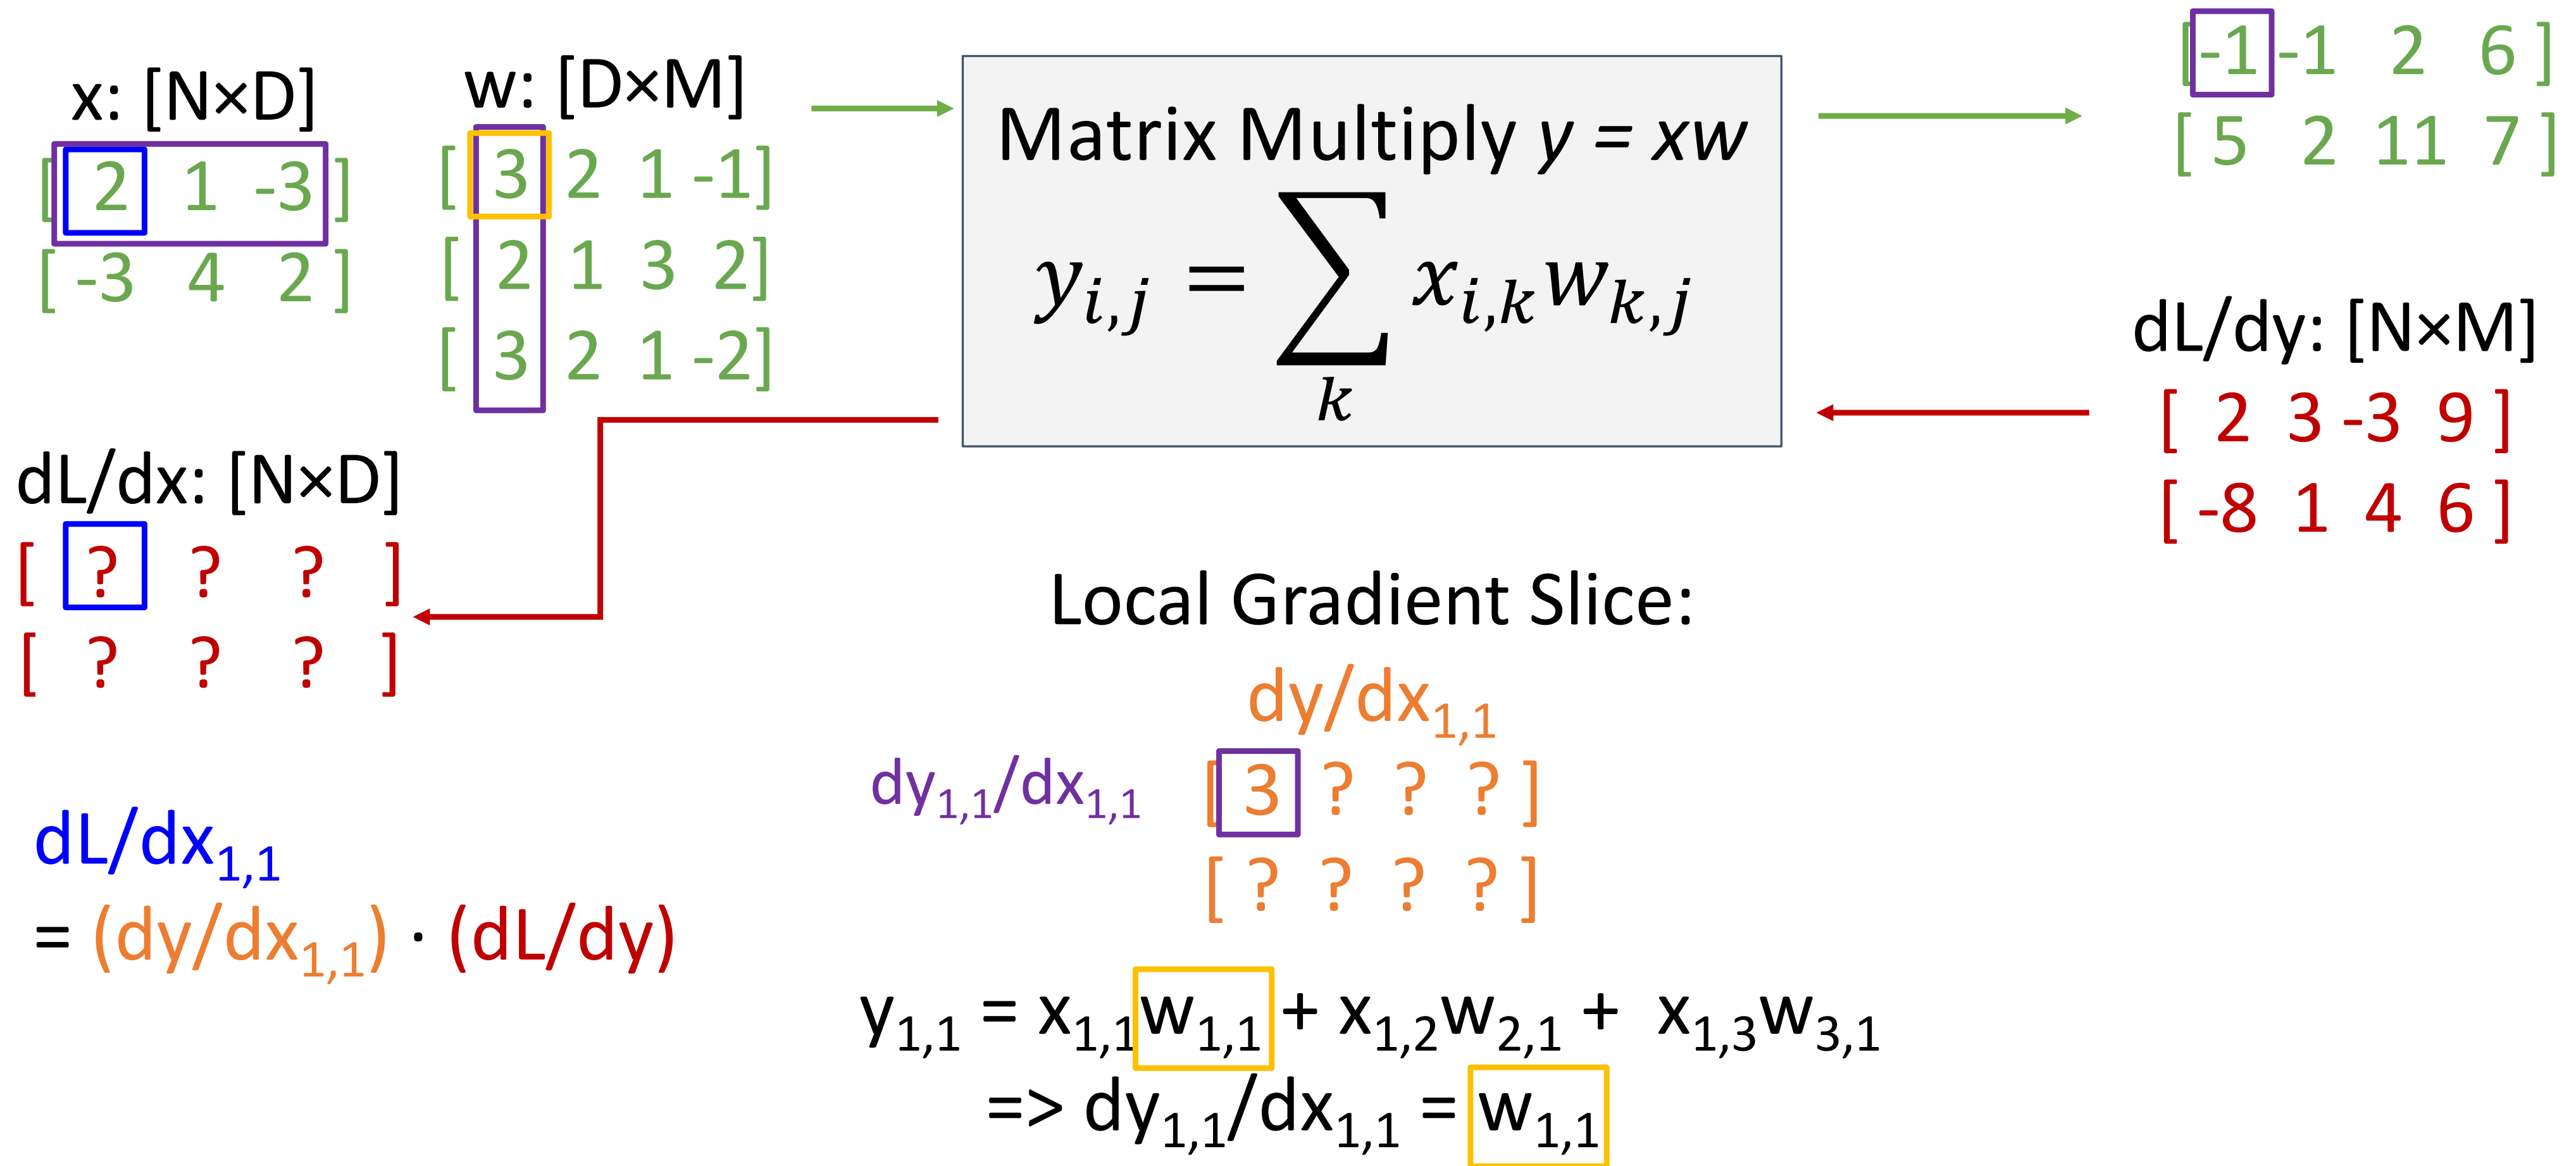 x: [N×D]
[ 2 1 -3 ]
[ -3 4 2 ]
w: [D×M]
[ 3 2 1 -1]
[ 2 1 3 2]
[ 3 2 1 -2]
Matrix Multiply y = xw
y_{i,j} = ∑_k x_{i,k}w_{k,j}
[ -1 -1 2 6 ]
[ 5 2 11 7 ]
dL/dy: [N×M]
[ 2 3 -3 9 ]
[ -8 1 4 6 ]
dL/dx: [N×D]
[ ? ? ? ]
[ ? ? ? ]
dL/dx_{1,1}
= (dy/dx_{1,1}) · (dL/dy)
Local Gradient Slice:
dy/dx_{1,1}
dy_{1,1}/dx_{1,1} [ 3 ? ? ? ]
[ ? ? ? ? ]
y_{1,1} = x_{1,1}w_{1,1} + x_{1,2}w_{2,1} + x_{1,3}w_{3,1}
=> dy_{1,1}/dx_{1,1} = w_{1,1}